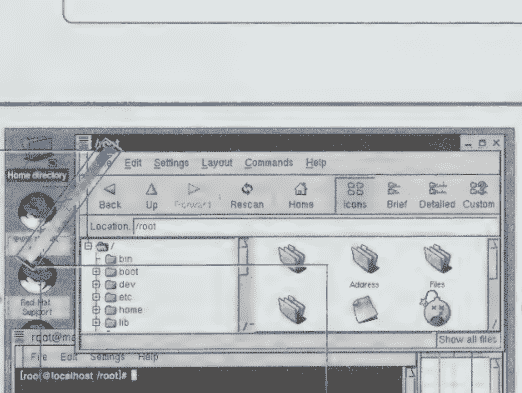 Home directory
Edit Settings Layout Commands Help
Back Up Forward Rescan Home Icons Brief Detailed Custom
Location: /root
/
bin
boot
dev
etc
home
lib
Address Files
Red Hat
Support
Show all files
File Edit Settings Help
[root@localhost /root]#